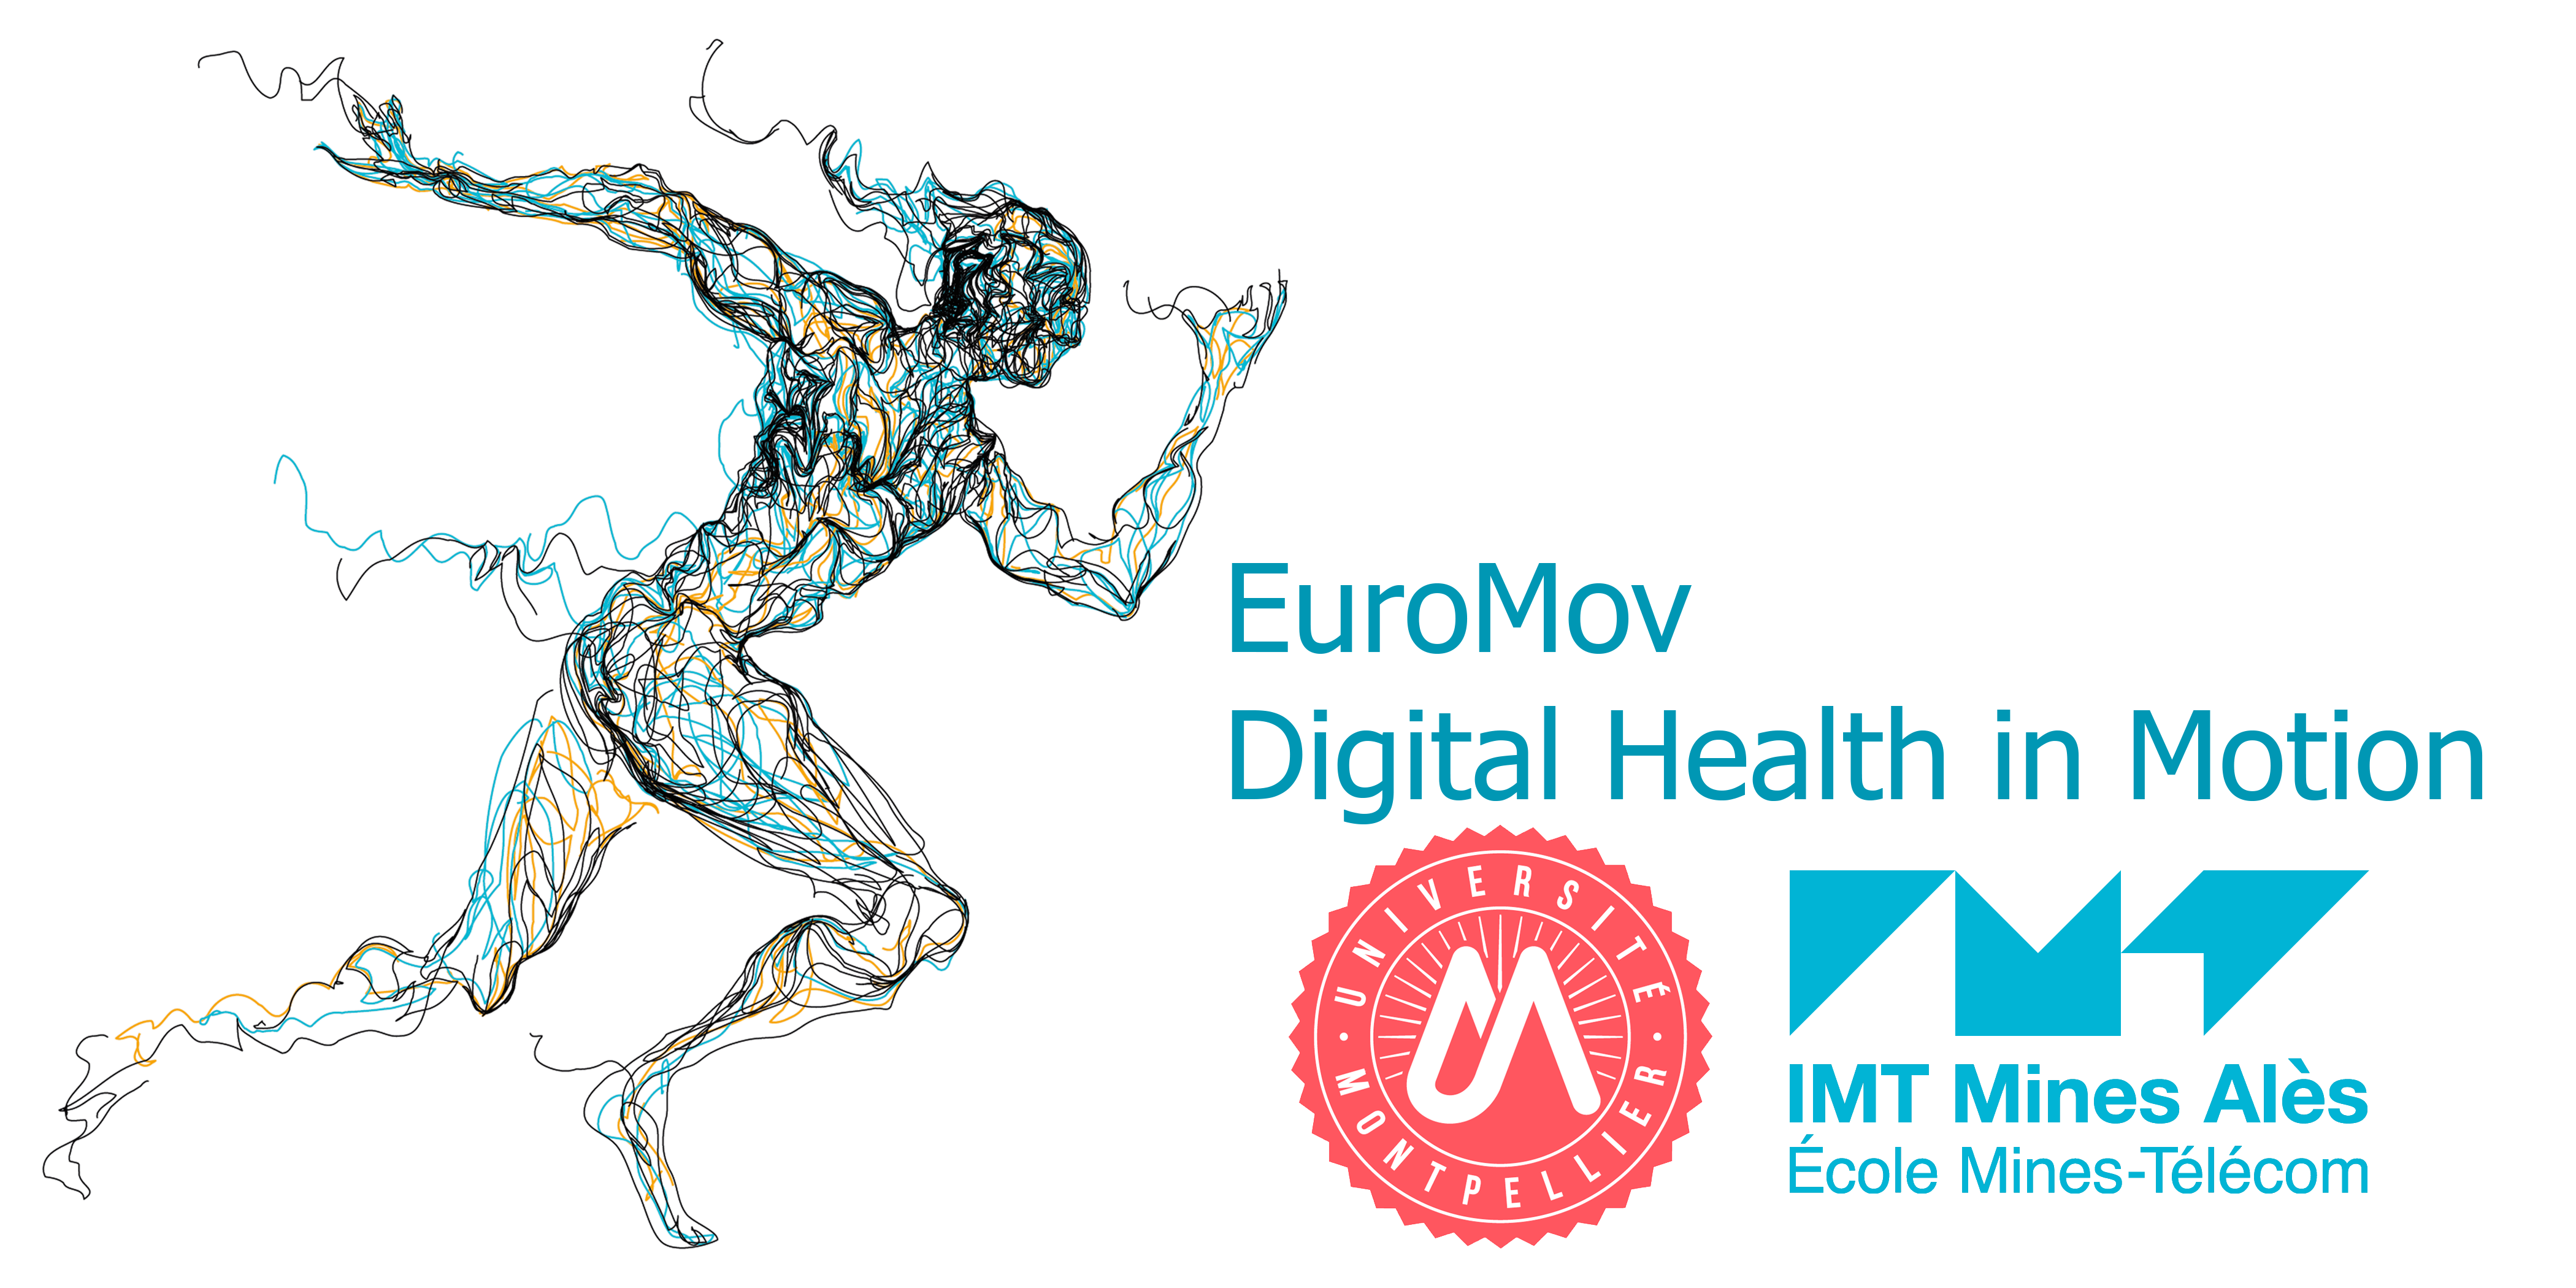 EuroMov
Digital Health in Motion
UNIVERSITÉ
MONTPELLIER
IMT Mines Alès
École Mines-Télécom